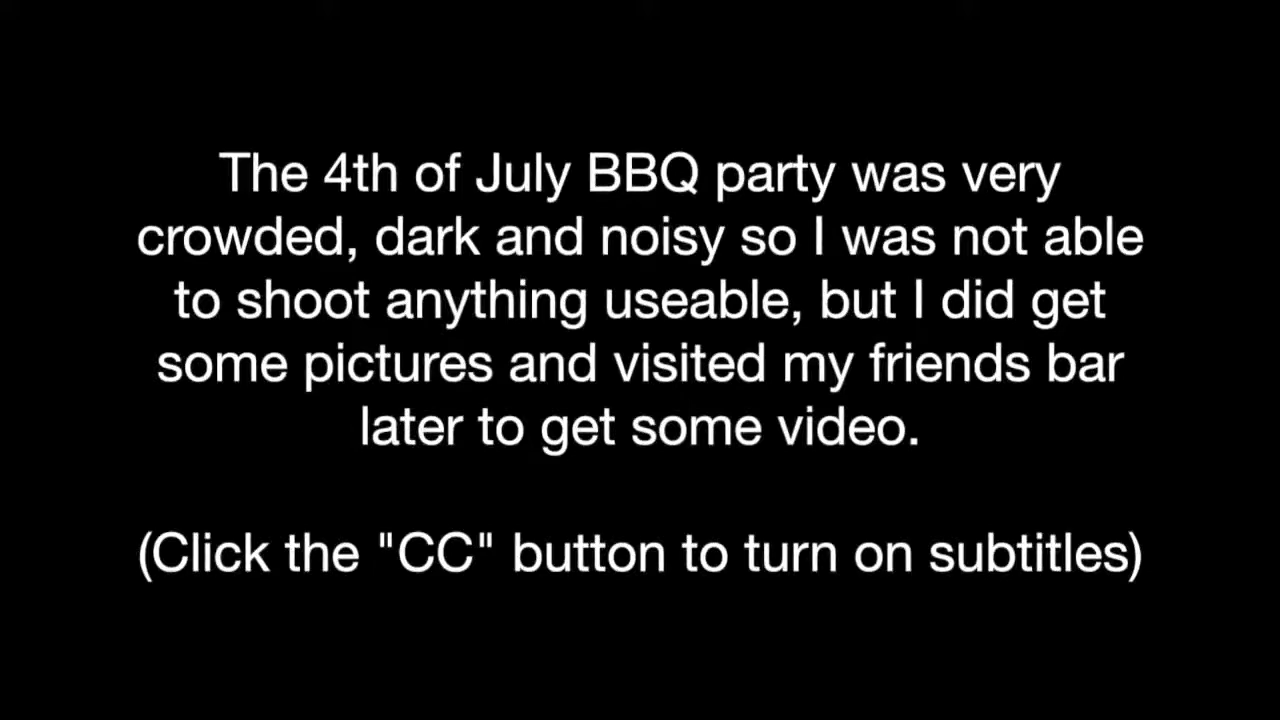 The 4th of July BBQ party was very
crowded, dark and noisy so I was not able
to shoot anything useable, but I did get
some pictures and visited my friends bar
later to get some video.
(Click the "CC" button to turn on subtitles)